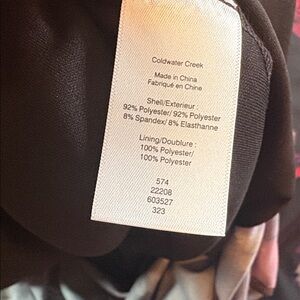 Coldwater Creek
Made in China
Fabriqué en Chine
Shell/Exterieur :
92% Polyester/ 92% Polyester
8% Spandex/ 8% Elasthanne
Lining/Doublure :
100% Polyester/
100% Polyester
574
22208
603527
323